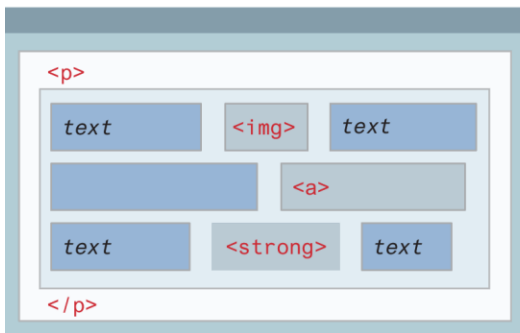 <p>
text <img> text
<a>
text <strong> text
</p>